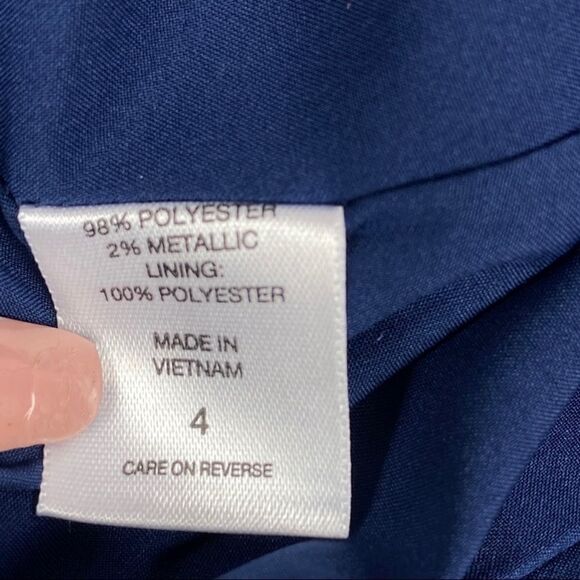 98% POLYESTER
2% METALLIC
LINING:
100% POLYESTER
MADE IN
VIETNAM
4
CARE ON REVERSE